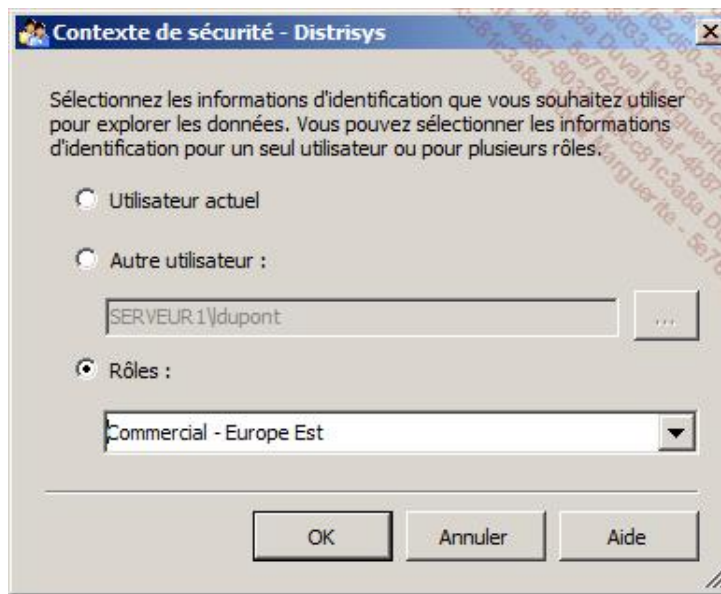 Contexte de sécurité - Distrisys
Sélectionnez les informations d'identification que vous souhaitez utiliser
pour explorer les données. Vous pouvez sélectionner les informations
d'identification pour un seul utilisateur ou pour plusieurs rôles.
Utilisateur actuel
Autre utilisateur :
SERVEUR1\ldupont
...
Rôles :
Commercial - Europe Est
OK
Annuler
Aide